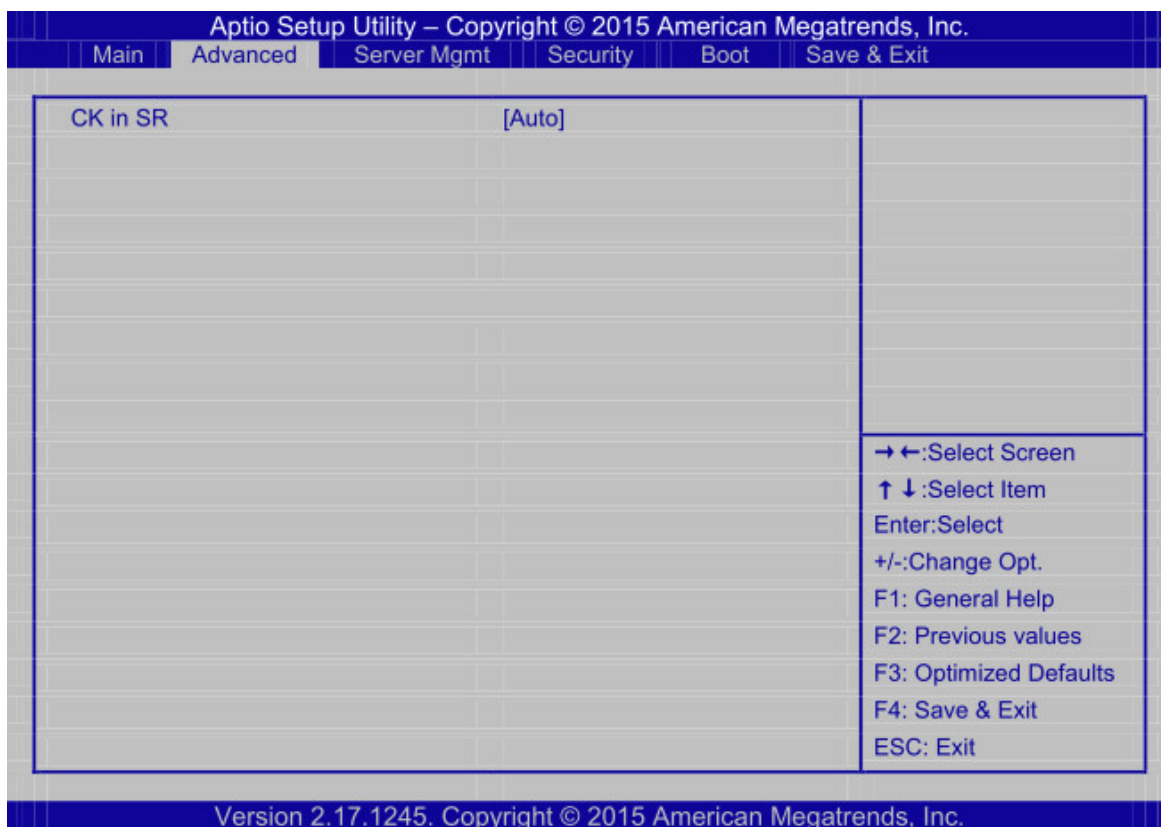 Aptio Setup Utility – Copyright © 2015 American Megatrends, Inc.
Main Advanced Server Mgmt Security Boot Save & Exit
CK in SR [Auto]
→ ←:Select Screen
↑ ↓ :Select Item
Enter:Select
+/-:Change Opt.
F1: General Help
F2: Previous values
F3: Optimized Defaults
F4: Save & Exit
ESC: Exit
Version 2.17.1245. Copyright © 2015 American Megatrends, Inc.